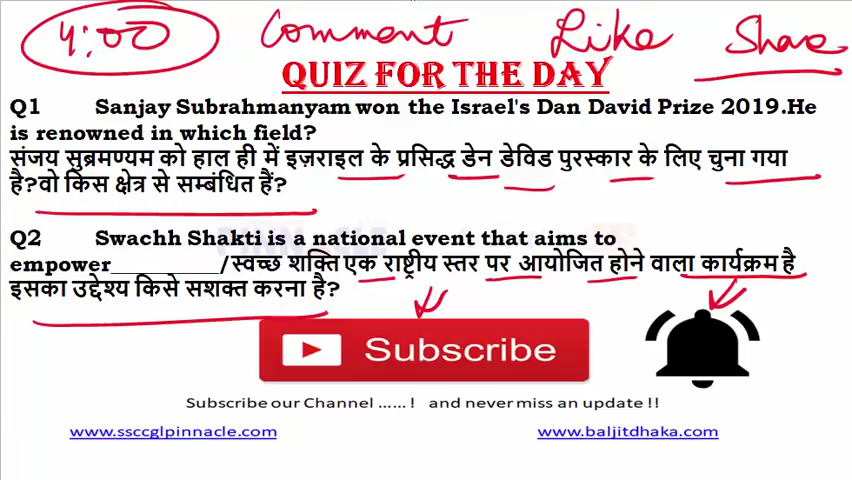 4:00 Comment Like Share
QUIZ FOR THE DAY
Q1 Sanjay Subrahmanyam won the Israel's Dan David Prize 2019.He
is renowned in which field?
संजय सुब्रमण्यम को हाल ही में इज़राइल के प्रसिद्ध डेन डेविड पुरस्कार के लिए चुना गया
है?वो किस क्षेत्र से सम्बंधित हैं?
Q2 Swachh Shakti is a national event that aims to
empower__________/स्वच्छ शक्ति एक राष्ट्रीय स्तर पर आयोजित होने वाला कार्यक्रम है
इसका उद्देश्य किसे सशक्त करना है?
Subscribe
Subscribe our Channel ......! and never miss an update !!
www.ssccglpinnacle.com www.baljitdhaka.com